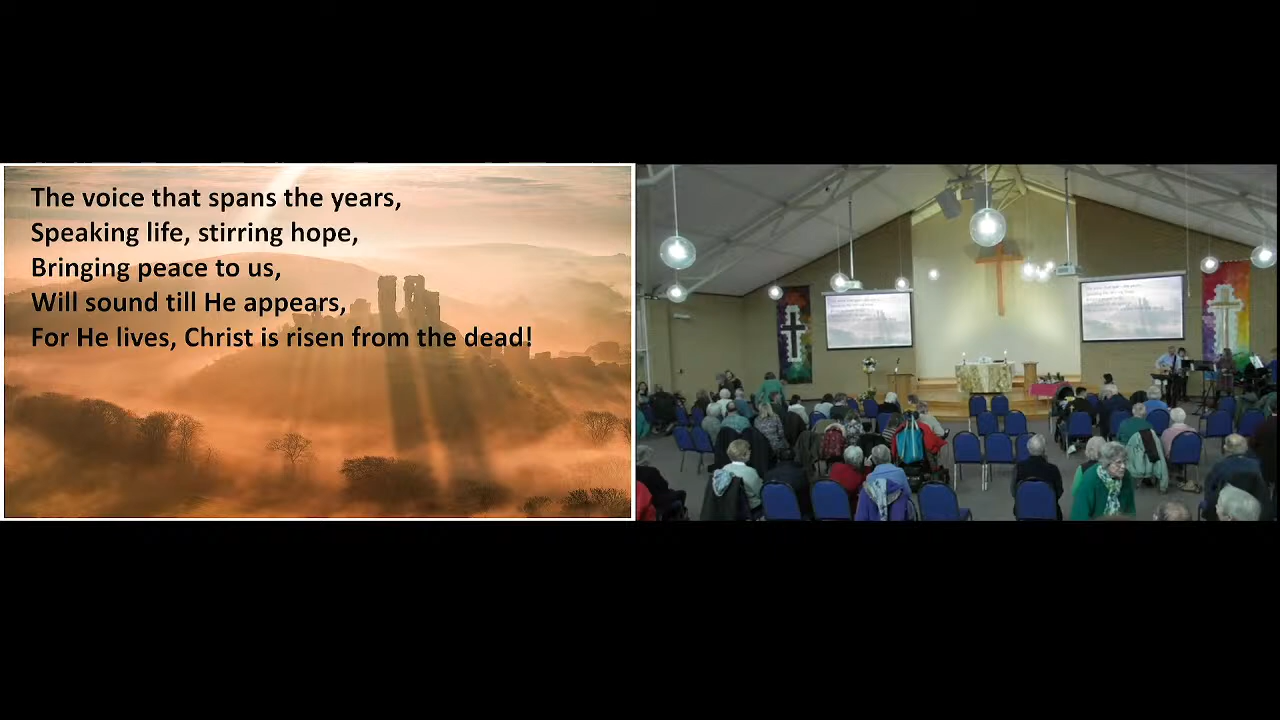 The voice that spans the years,
Speaking life, stirring hope,
Bringing peace to us,
Will sound till He appears,
For He lives, Christ is risen from the dead!